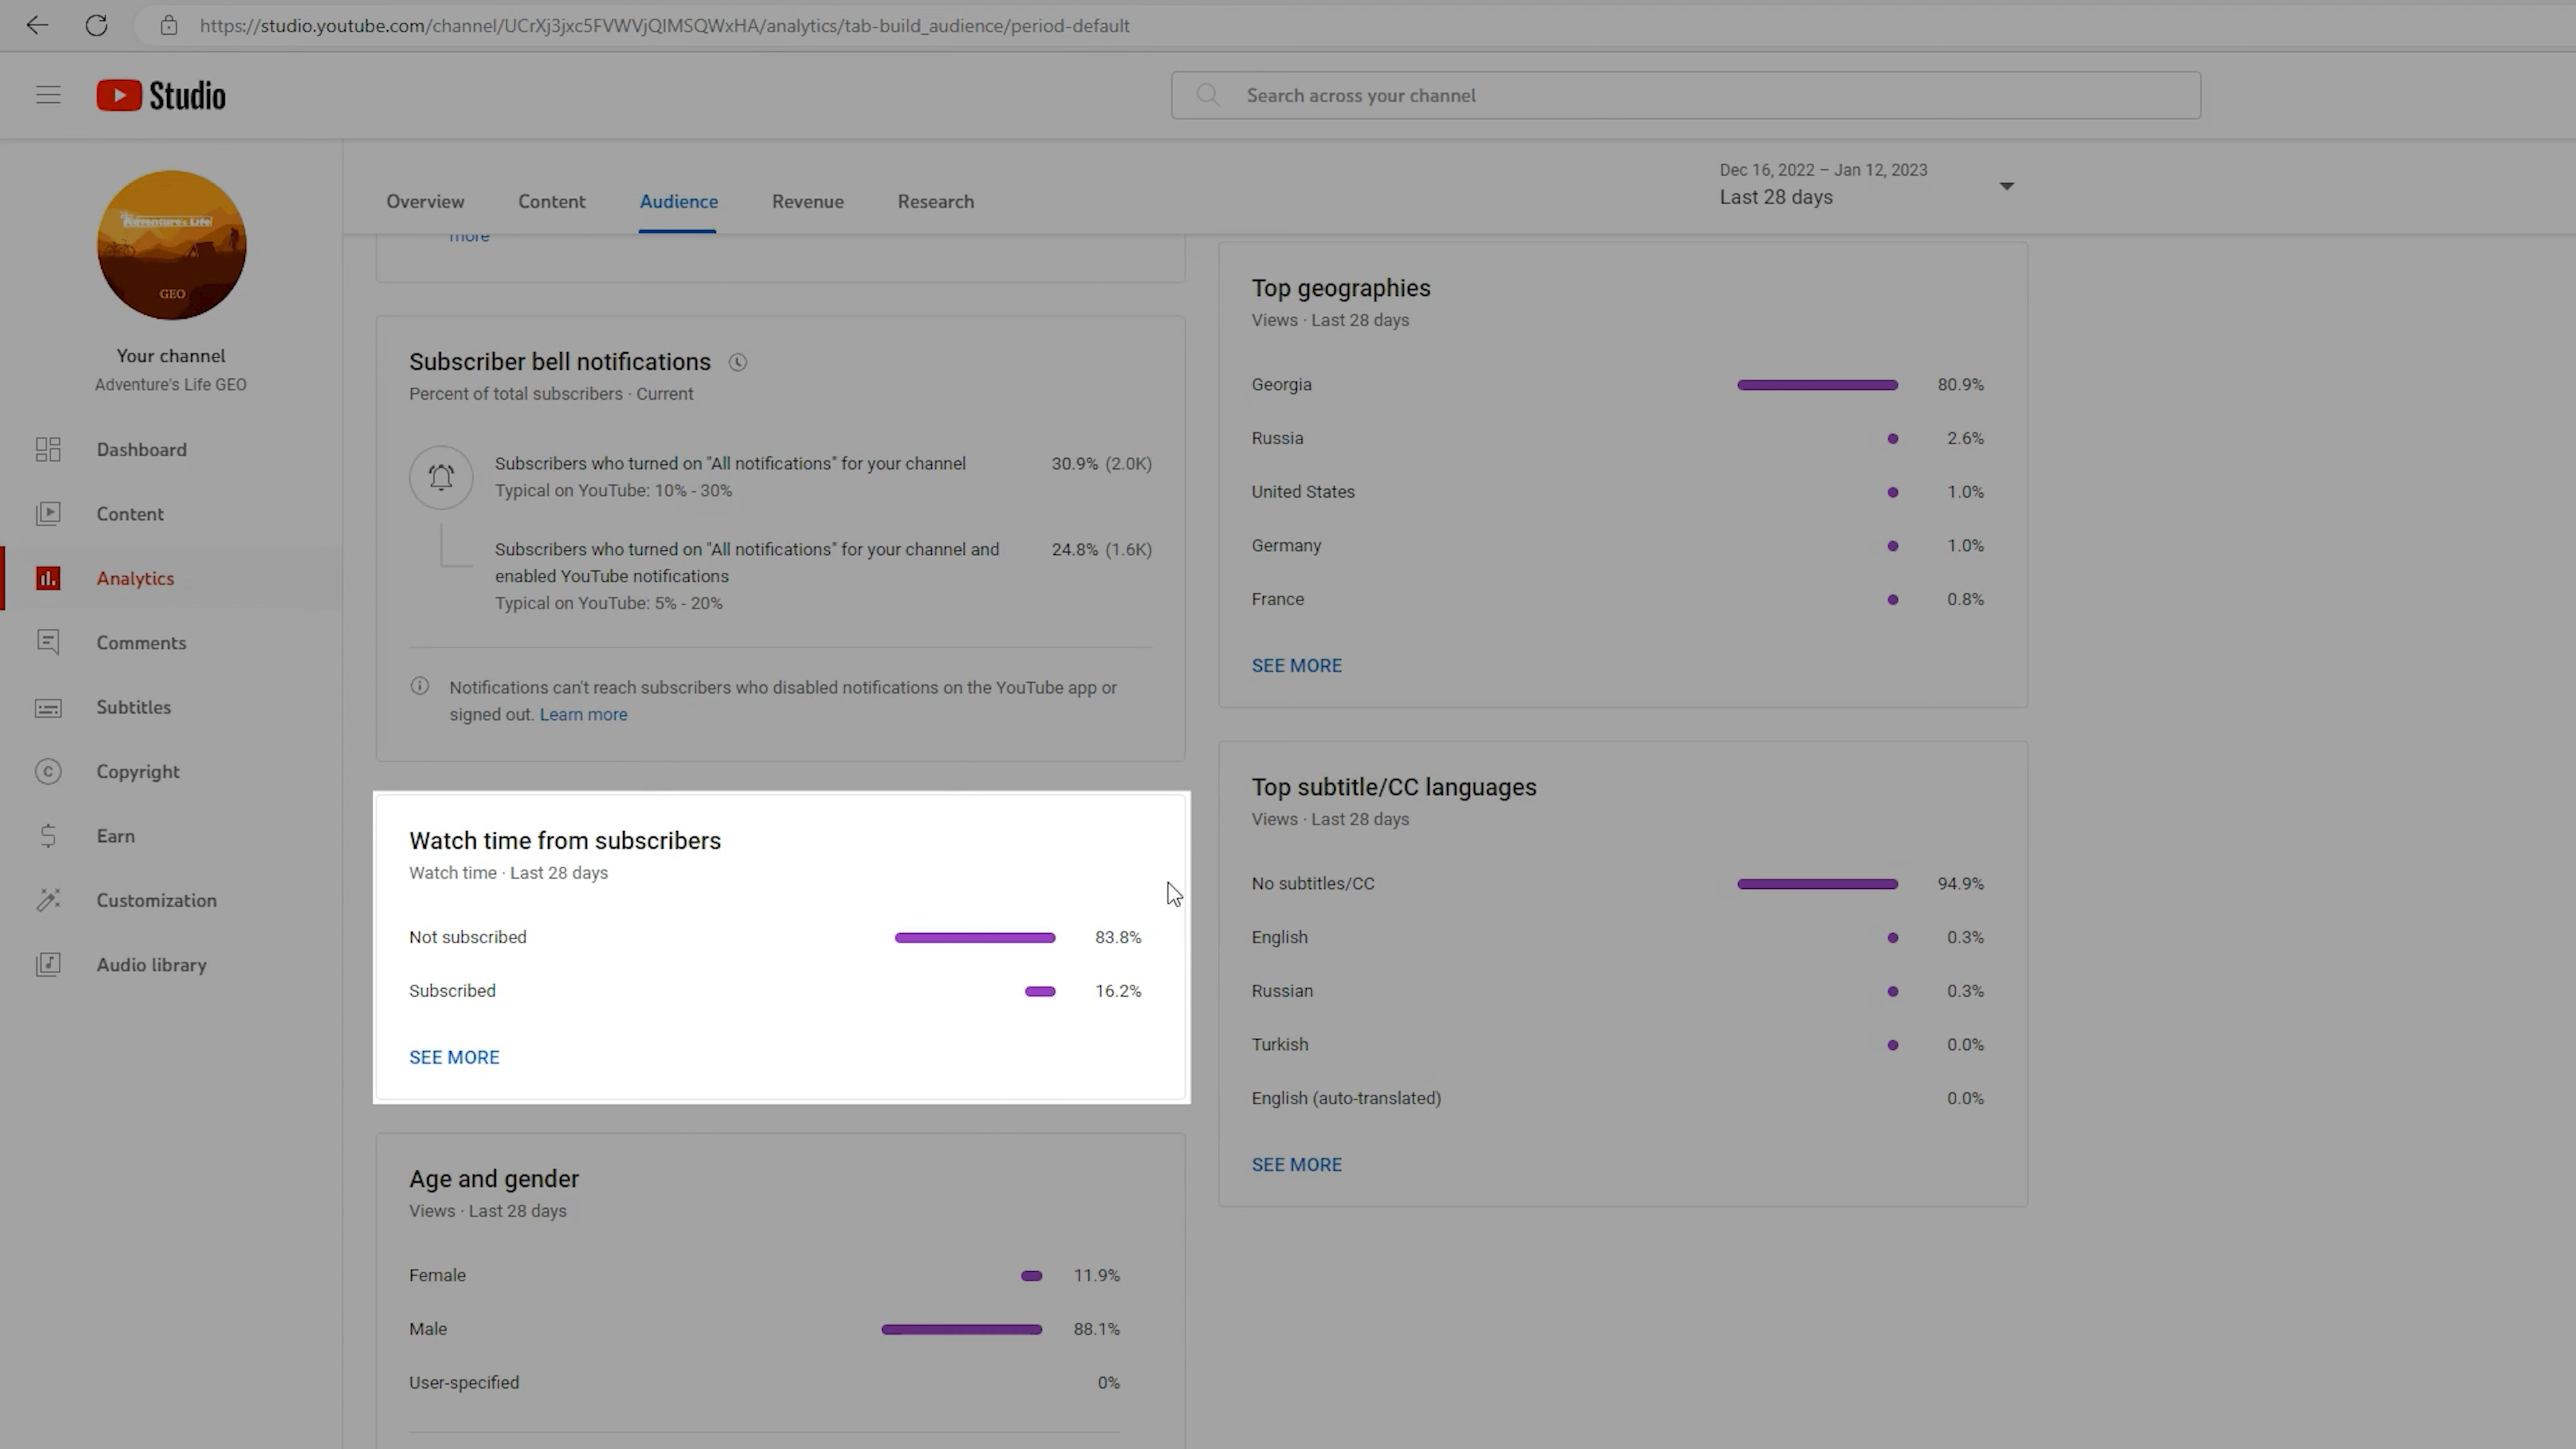 https://studio.youtube.com/channel/UCrXj3jxc5FVWVjQIMSQWxHA/analytics/tab-build_audience/period-default
Studio
Search across your channel
Adventure's Life!
GEO
Your channel
Adventure's Life GEO
Dashboard
Content
Analytics
Comments
Subtitles
Copyright
Earn
Customization
Audio library
Overview
Content
Audience
Revenue
Research
Dec 16, 2022 – Jan 12, 2023
Last 28 days
more
Subscriber bell notifications
Percent of total subscribers · Current
Subscribers who turned on "All notifications" for your channel 30.9% (2.0K)
Typical on YouTube: 10% - 30%
Subscribers who turned on "All notifications" for your channel and 24.8% (1.6K)
enabled YouTube notifications
Typical on YouTube: 5% - 20%
Notifications can't reach subscribers who disabled notifications on the YouTube app or
signed out. Learn more
Watch time from subscribers
Watch time · Last 28 days
Not subscribed 83.8%
Subscribed 16.2%
SEE MORE
Age and gender
Views · Last 28 days
Female 11.9%
Male 88.1%
User-specified 0%
Top geographies
Views · Last 28 days
Georgia 80.9%
Russia 2.6%
United States 1.0%
Germany 1.0%
France 0.8%
SEE MORE
Top subtitle/CC languages
Views · Last 28 days
No subtitles/CC 94.9%
English 0.3%
Russian 0.3%
Turkish 0.0%
English (auto-translated) 0.0%
SEE MORE